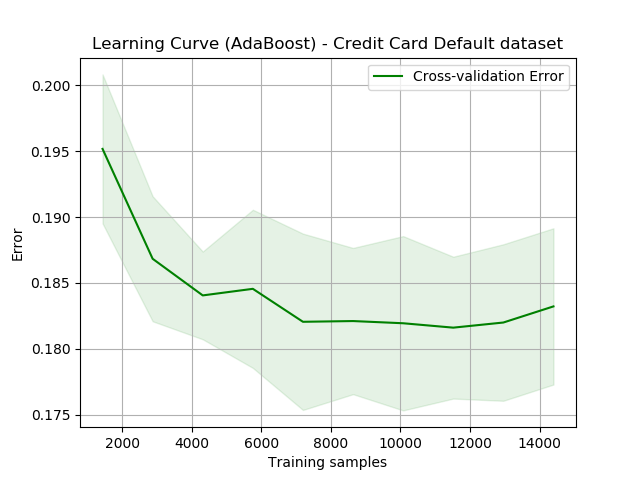 Learning Curve (AdaBoost) - Credit Card Default dataset
Cross-validation Error
0.200
0.195
0.190
0.185
0.180
0.175
Error
2000 4000 6000 8000 10000 12000 14000
Training samples